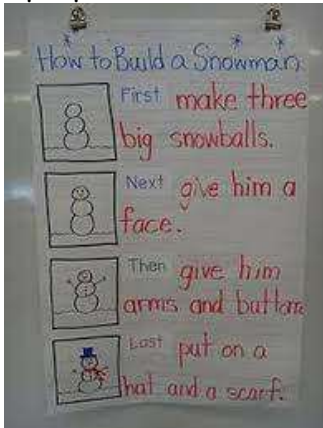 How to Build a Snowman
First make three
big snowballs.
Next give him a
face.
Then give him
arms and buttons
Last put on a
hat and a scarf.